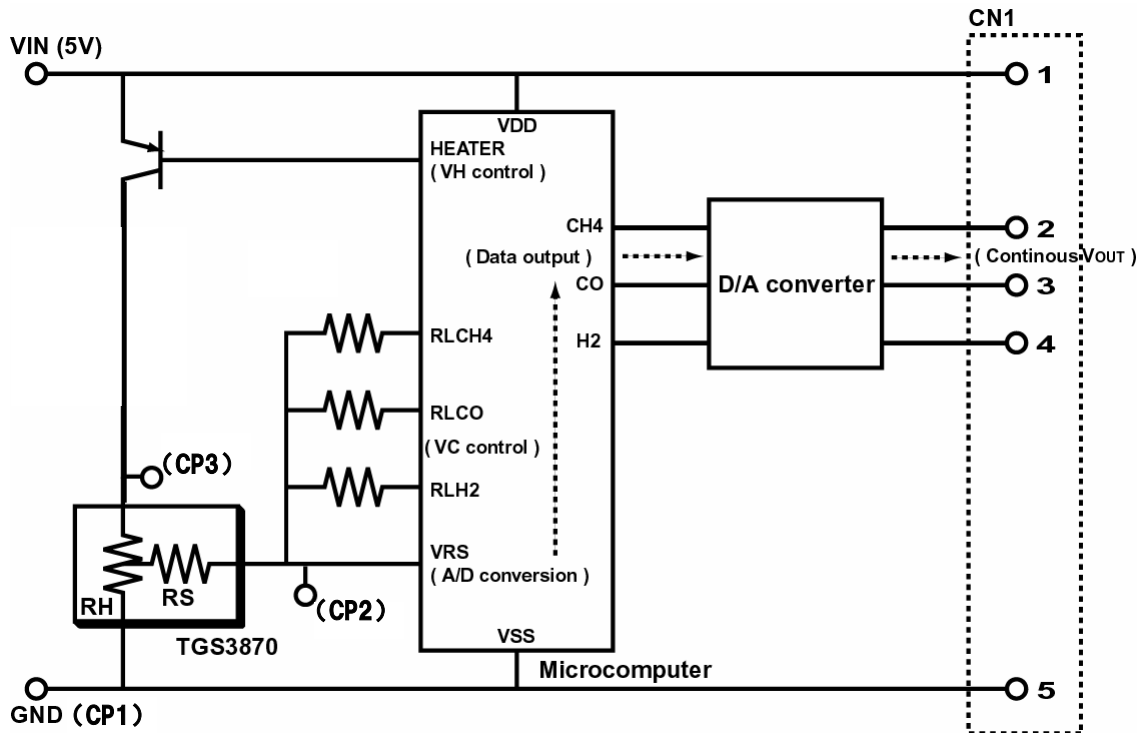 CN1
VIN (5V)
1
VDD
HEATER
( VH control )
CH4
2
( Data output )
( Continous VOUT )
CO
D/A converter
3
RLCH4
H2
4
RLCO
( VC control )
(CP3)
RLH2
VRS
( A/D conversion )
RH
RS
(CP2)
TGS3870
VSS
Microcomputer
5
GND (CP1)